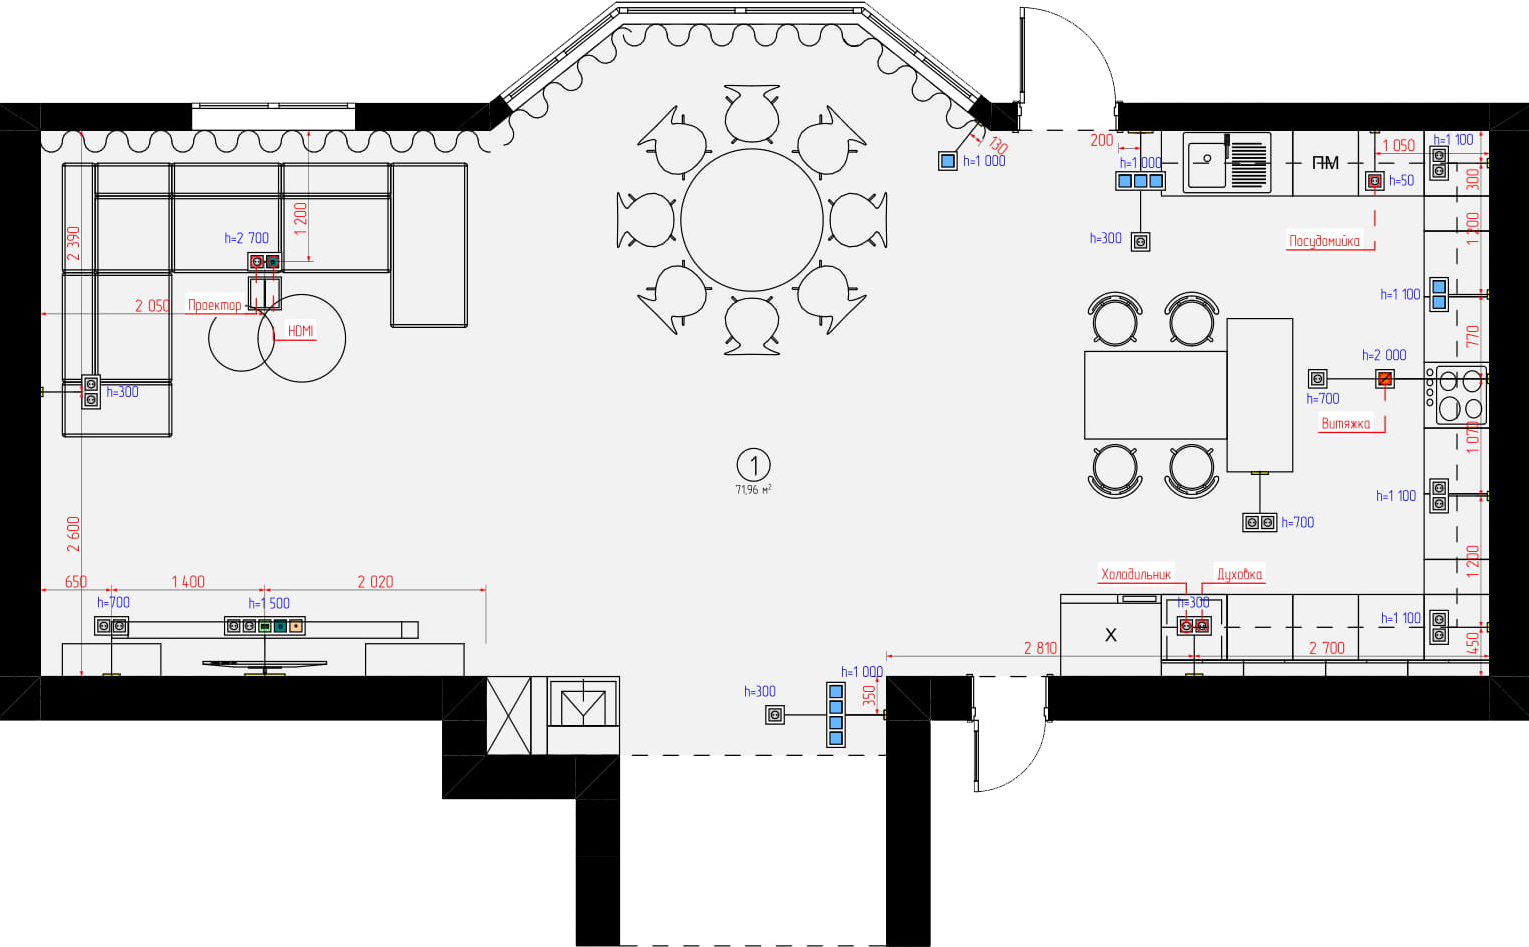 130
h=1 000
200
h=1 000
ПМ
1 050
h=1 100
h=50
300
h=300
Посудомийка
1 200
h=2 700
1 200
2 390
Проектор
2 050
HDMI
h=1 100
770
h=2 000
h=700
Витяжка
h=300
1 070
1
71,96 м²
h=1 100
h=700
2 600
1 200
650
1 400
2 020
h=700
h=1 500
Холодильник
Духовка
h=300
h=1 100
X
2 810
2 700
450
h=300
h=1 000
350